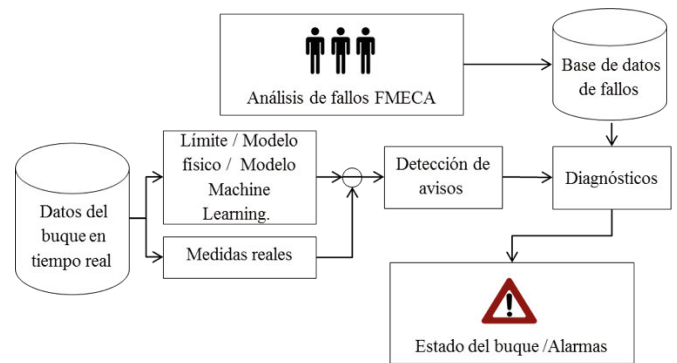 Análisis de fallos FMECA
Base de datos
de fallos
Límite / Modelo
físico / Modelo
Machine
Learning.
Detección de
avisos
Diagnósticos
Datos del
buque en
tiempo real
Medidas reales
Estado del buque /Alarmas